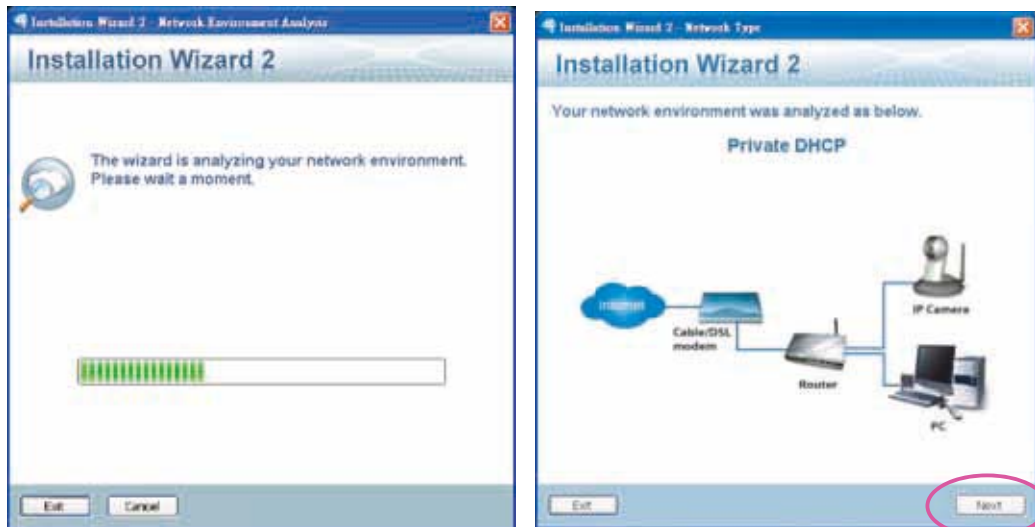 Installation Wizard 2 - Network Environment Analysis
Installation Wizard 2
The wizard is analyzing your network environment.
Please wait a moment.
Exit
Cancel
Installation Wizard 2 - Network Type
Installation Wizard 2
Your network environment was analyzed as below.
Private DHCP
Internet
Cable/DSL
modem
Router
IP Camera
PC
Exit
Next